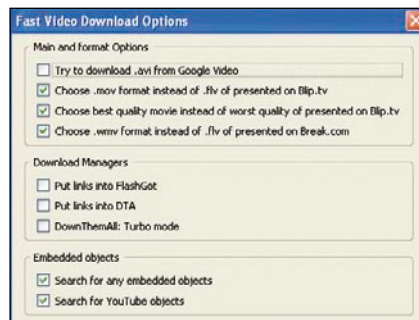 Fast Video Download Options
Main and format Options
Try to download .avi from Google Video
Choose .mov format instead of .flv of presented on Blip.tv
Choose best quality movie instead of worst quality of presented on Blip.tv
Choose .wmv format instead of .flv of presented on Break.com
Download Managers
Put links into FlashGot
Put links into DTA
DownThemAll: Turbo mode
Embedded objects
Search for any embedded objects
Search for YouTube objects